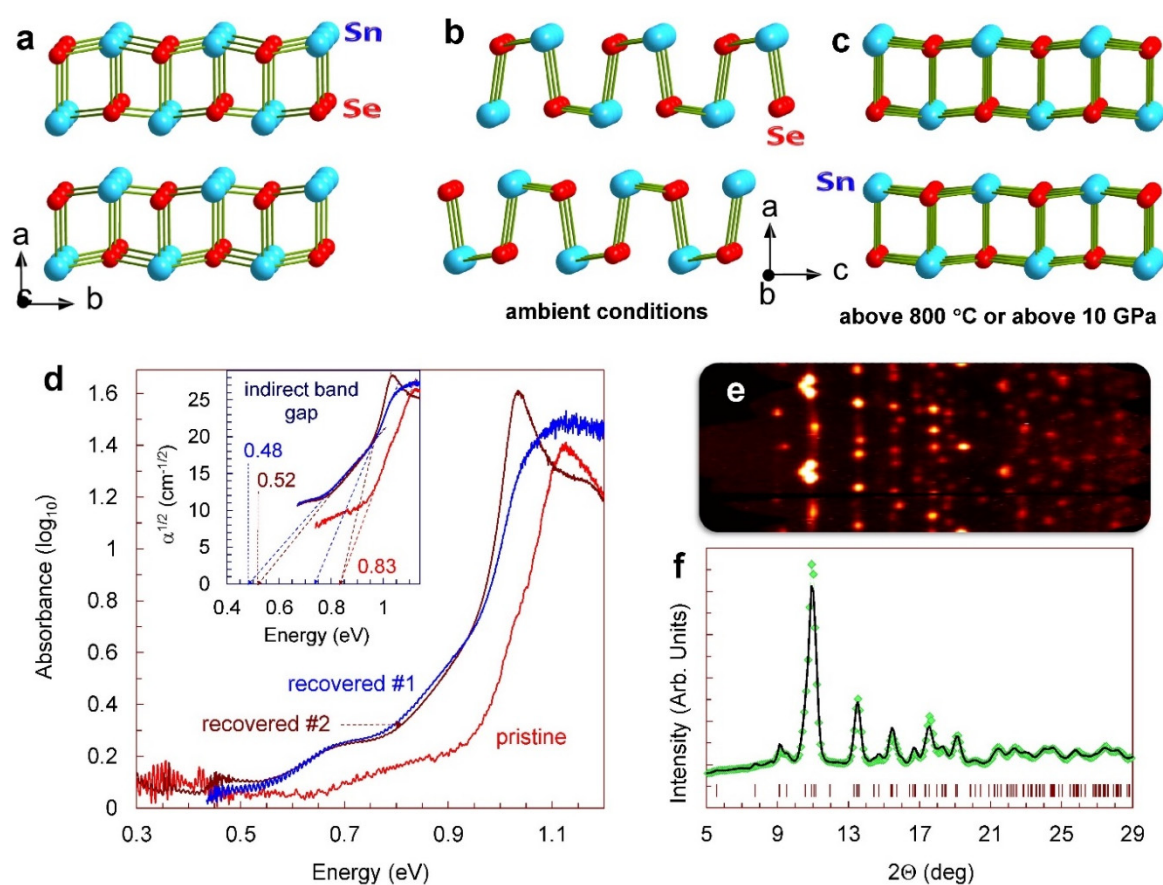 a
Sn
Se
a
b
c
b
Se
ambient conditions
c
Sn
a
c
b
above 800 °C or above 10 GPa
d
Absorbance (log10)
1.6
1.4
1.2
1.0
0.8
0.6
0.4
0.2
0
0.3
0.5
0.7
0.9
1.1
Energy (eV)
indirect band
gap
0.48
0.52
0.83
α1/2 (cm-1/2)
25
20
15
10
5
0
0.4
0.6
0.8
1
Energy (eV)
recovered #1
recovered #2
pristine
e
f
Intensity (Arb. Units)
5
9
13
17
21
25
29
2Θ (deg)